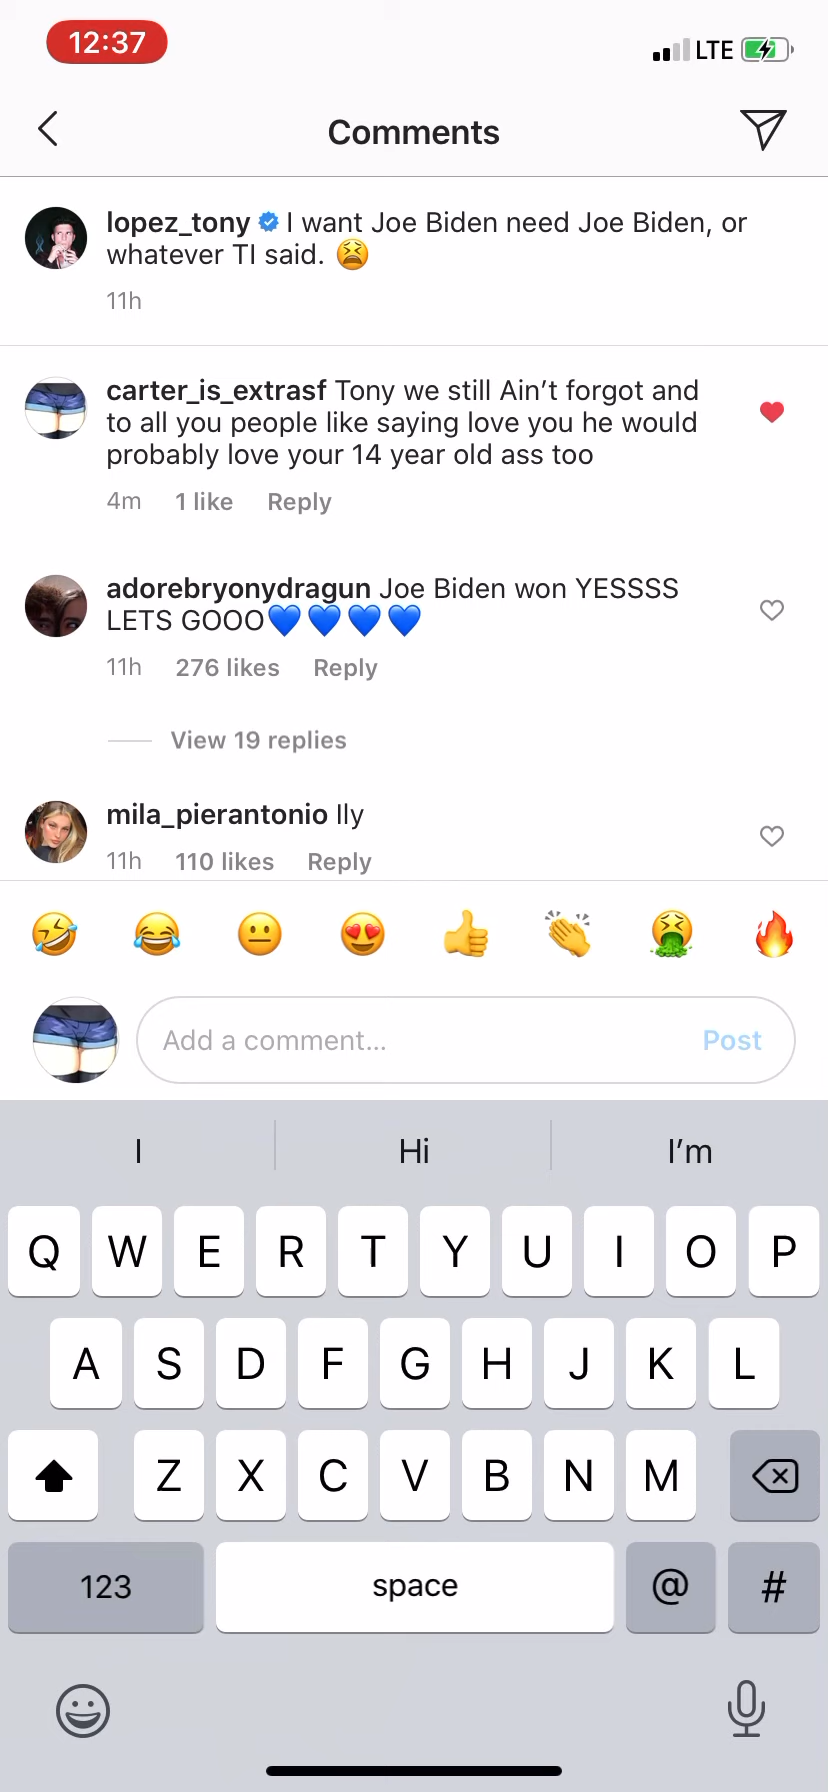 12:37
LTE
Comments
lopez_tony I want Joe Biden need Joe Biden, or
whatever TI said. 😫
11h
carter_is_extrasf Tony we still Ain't forgot and
to all you people like saying love you he would
probably love your 14 year old ass too
4m 1 like Reply
adorebryonydragun Joe Biden won YESSSS
LETS GOOO💙💙💙💙
11h 276 likes Reply
View 19 replies
mila_pierantonio Ily
11h 110 likes Reply
🤣 😂 😐 😍 👍 👏 🤮 🔥
Add a comment... Post
I Hi I'm
Q W E R T Y U I O P
A S D F G H J K L
Z X C V B N M
123 space @ #